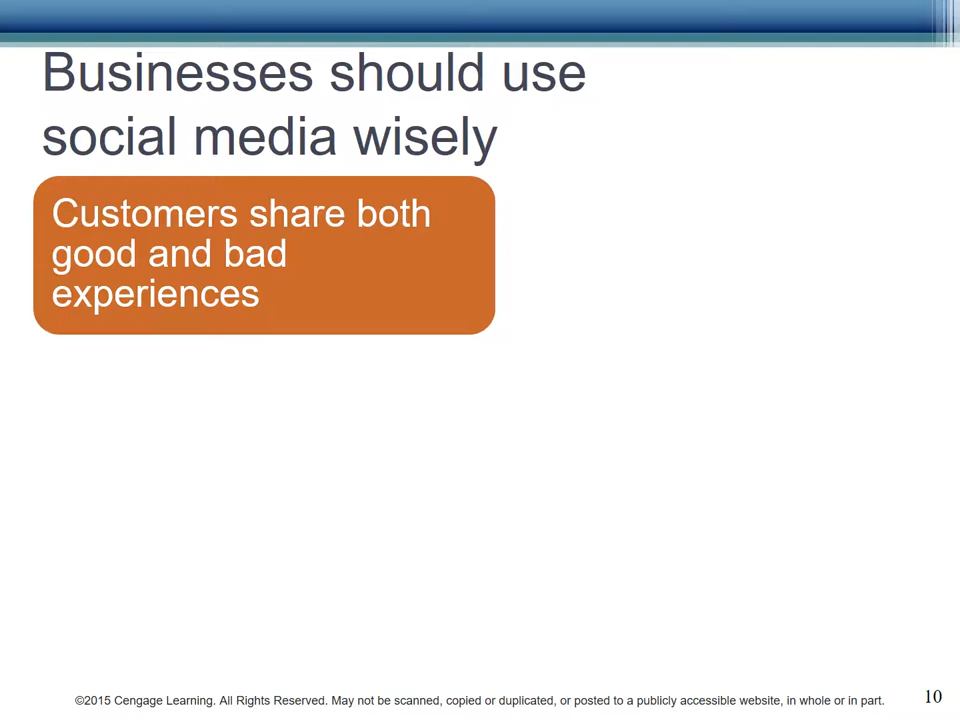 Businesses should use
social media wisely
Customers share both
good and bad
experiences
©2015 Cengage Learning. All Rights Reserved. May not be scanned, copied or duplicated, or posted to a publicly accessible website, in whole or in part.
10